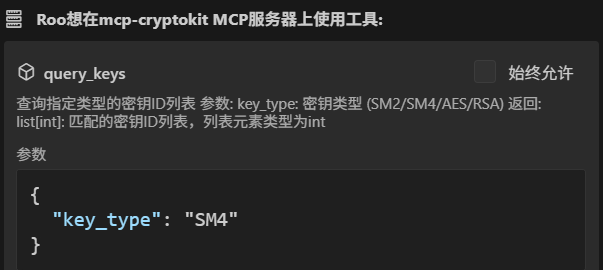 Roo想在mcp-cryptokit MCP服务器上使用工具:
query_keys
始终允许
查询指定类型的密钥ID列表 参数: key_type: 密钥类型 (SM2/SM4/AES/RSA) 返回:
list[int]: 匹配的密钥ID列表，列表元素类型为int
参数
{
  "key_type": "SM4"
}